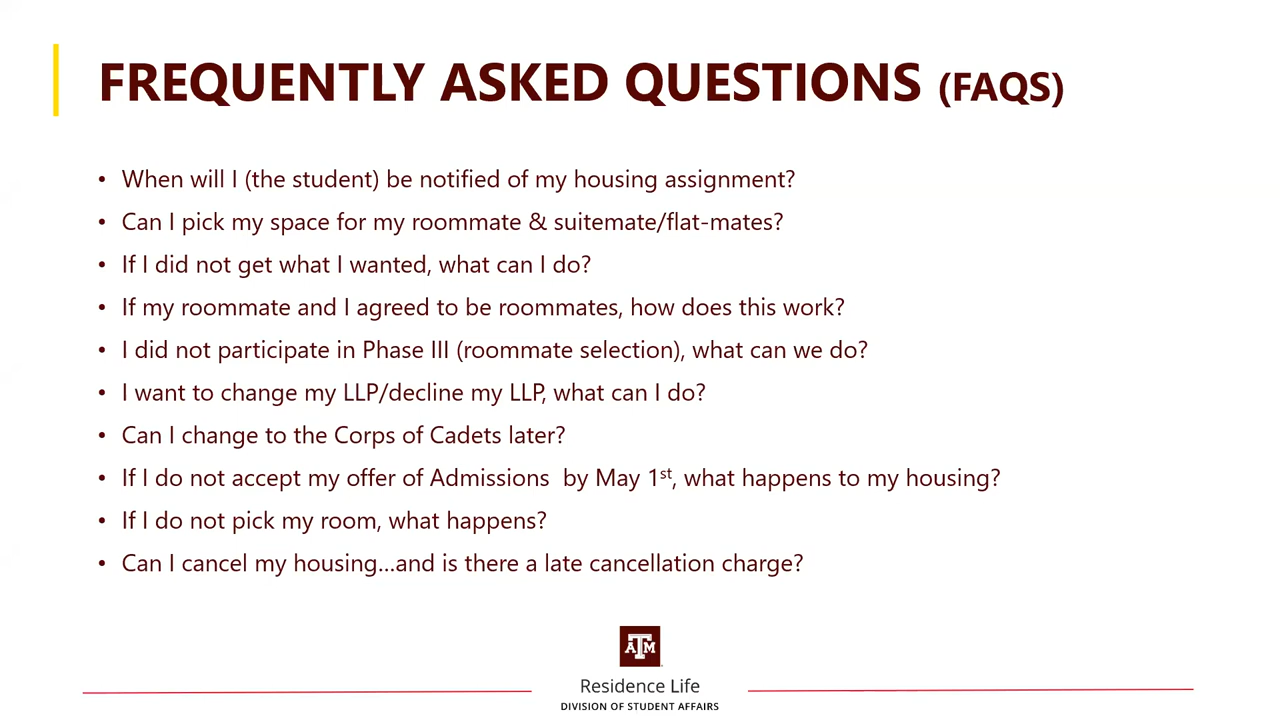 FREQUENTLY ASKED QUESTIONS (FAQS)
• When will I (the student) be notified of my housing assignment?
• Can I pick my space for my roommate & suitemate/flat-mates?
• If I did not get what I wanted, what can I do?
• If my roommate and I agreed to be roommates, how does this work?
• I did not participate in Phase III (roommate selection), what can we do?
• I want to change my LLP/decline my LLP, what can I do?
• Can I change to the Corps of Cadets later?
• If I do not accept my offer of Admissions  by May 1st, what happens to my housing?
• If I do not pick my room, what happens?
• Can I cancel my housing...and is there a late cancellation charge?
ATM
Residence Life
DIVISION OF STUDENT AFFAIRS